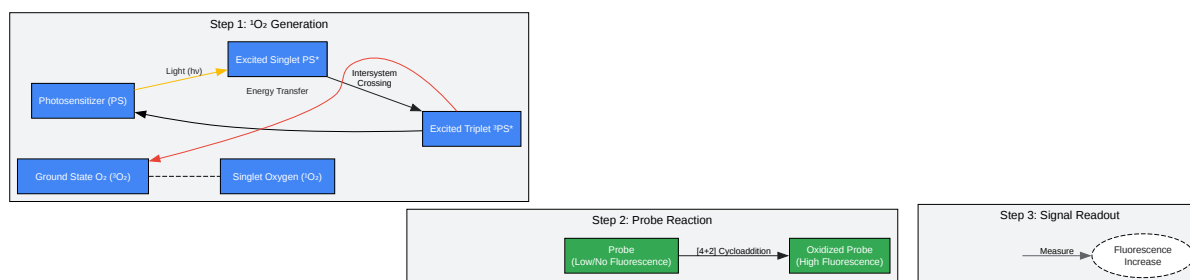 Step 1: ¹O₂ Generation
Excited Singlet PS*
Light (hν)
Intersystem
Crossing
Energy Transfer
Photosensitizer (PS)
Excited Triplet ³PS*
Ground State O₂ (³O₂)
Singlet Oxygen (¹O₂)
Step 2: Probe Reaction
Probe
(Low/No Fluorescence)
[4+2] Cycloaddition
Oxidized Probe
(High Fluorescence)
Step 3: Signal Readout
Measure
Fluorescence
Increase